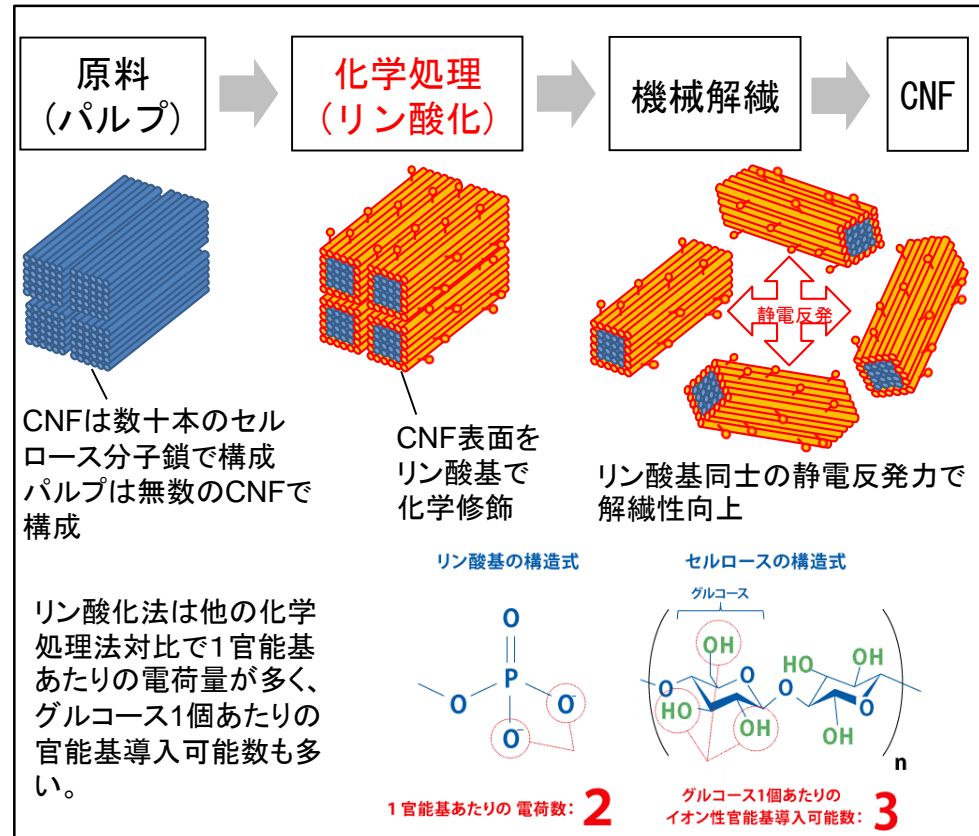 原料
(パルプ)
化学処理
(リン酸化)
機械解繊
CNF
静電反発
CNFは数十本のセル
ロース分子鎖で構成
パルプは無数のCNFで
構成
CNF表面を
リン酸基で
化学修飾
リン酸基同士の静電反発力で
解繊性向上
リン酸化法は他の化学
処理法対比で1官能基
あたりの電荷量が多く、
グルコース1個あたりの
官能基導入可能数も多
い。
リン酸基の構造式
O
P
O
O⁻
O⁻
1官能基あたりの 電荷数: 2
セルロースの構造式
グルコース
OH
O
O
HO
OH
O
HO
OH
O
OH
n
グルコース1個あたりの
イオン性官能基導入可能数: 3